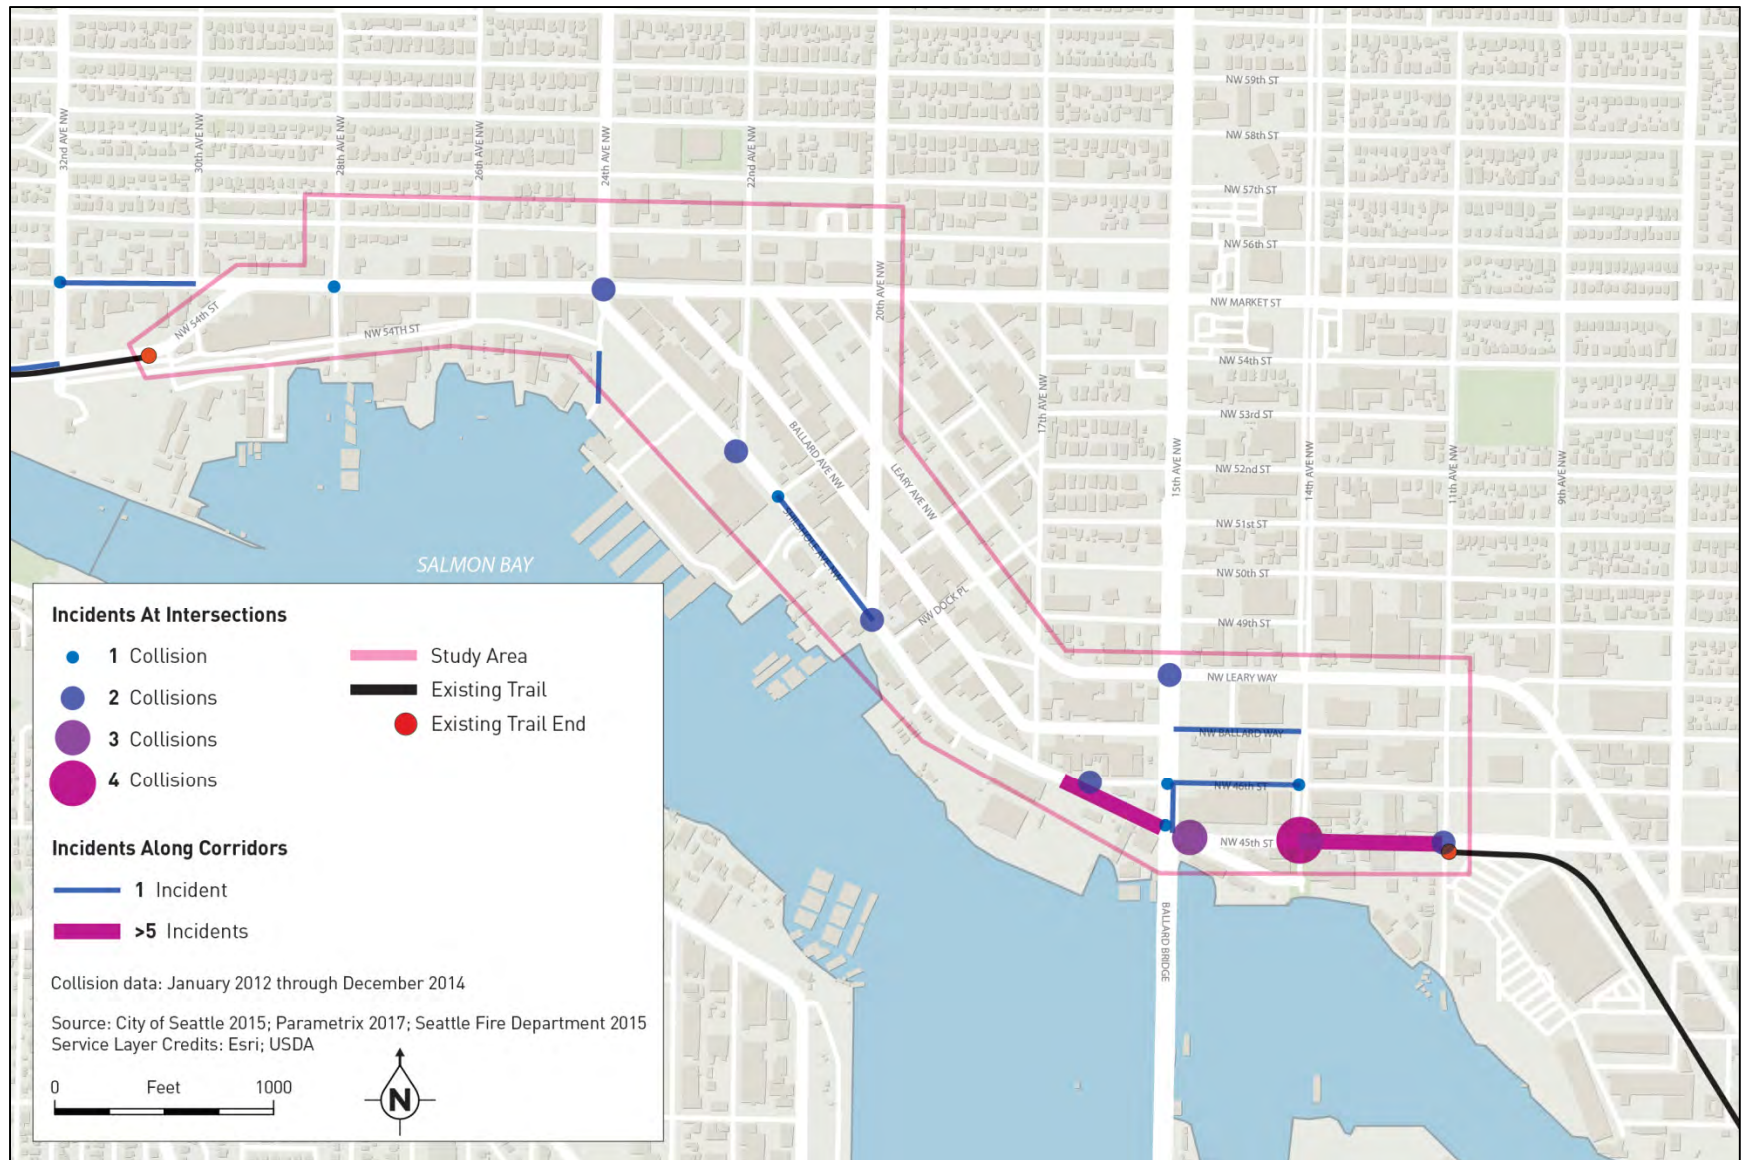 NW 59th ST
NW 58th ST
32nd AVE NW
30th AVE NW
28th AVE NW
26th AVE NW
24th AVE NW
22nd AVE NW
NW 57th ST
NW 56th ST
20th AVE NW
NW MARKET ST
NW 54th ST
NW 54TH ST
NW 54th ST
17th AVE NW
NW 53rd ST
15th AVE NW
14th AVE NW
11th AVE NW
9th AVE NW
BALLARD AVE NW
LEARY AVE NW
NW 52nd ST
NW 51st ST
SHILSHOLE AVE NW
SALMON BAY
NW 50th ST
NW DOCK PL
NW 49th ST
NW LEARY WAY
NW BALLARD WAY
NW 46th ST
NW 45th ST
BALLARD BRIDGE
Incidents At Intersections
1 Collision
2 Collisions
3 Collisions
4 Collisions
Study Area
Existing Trail
Existing Trail End
Incidents Along Corridors
1 Incident
>5 Incidents
Collision data: January 2012 through December 2014
Source: City of Seattle 2015; Parametrix 2017; Seattle Fire Department 2015
Service Layer Credits: Esri; USDA
0 Feet 1000
N